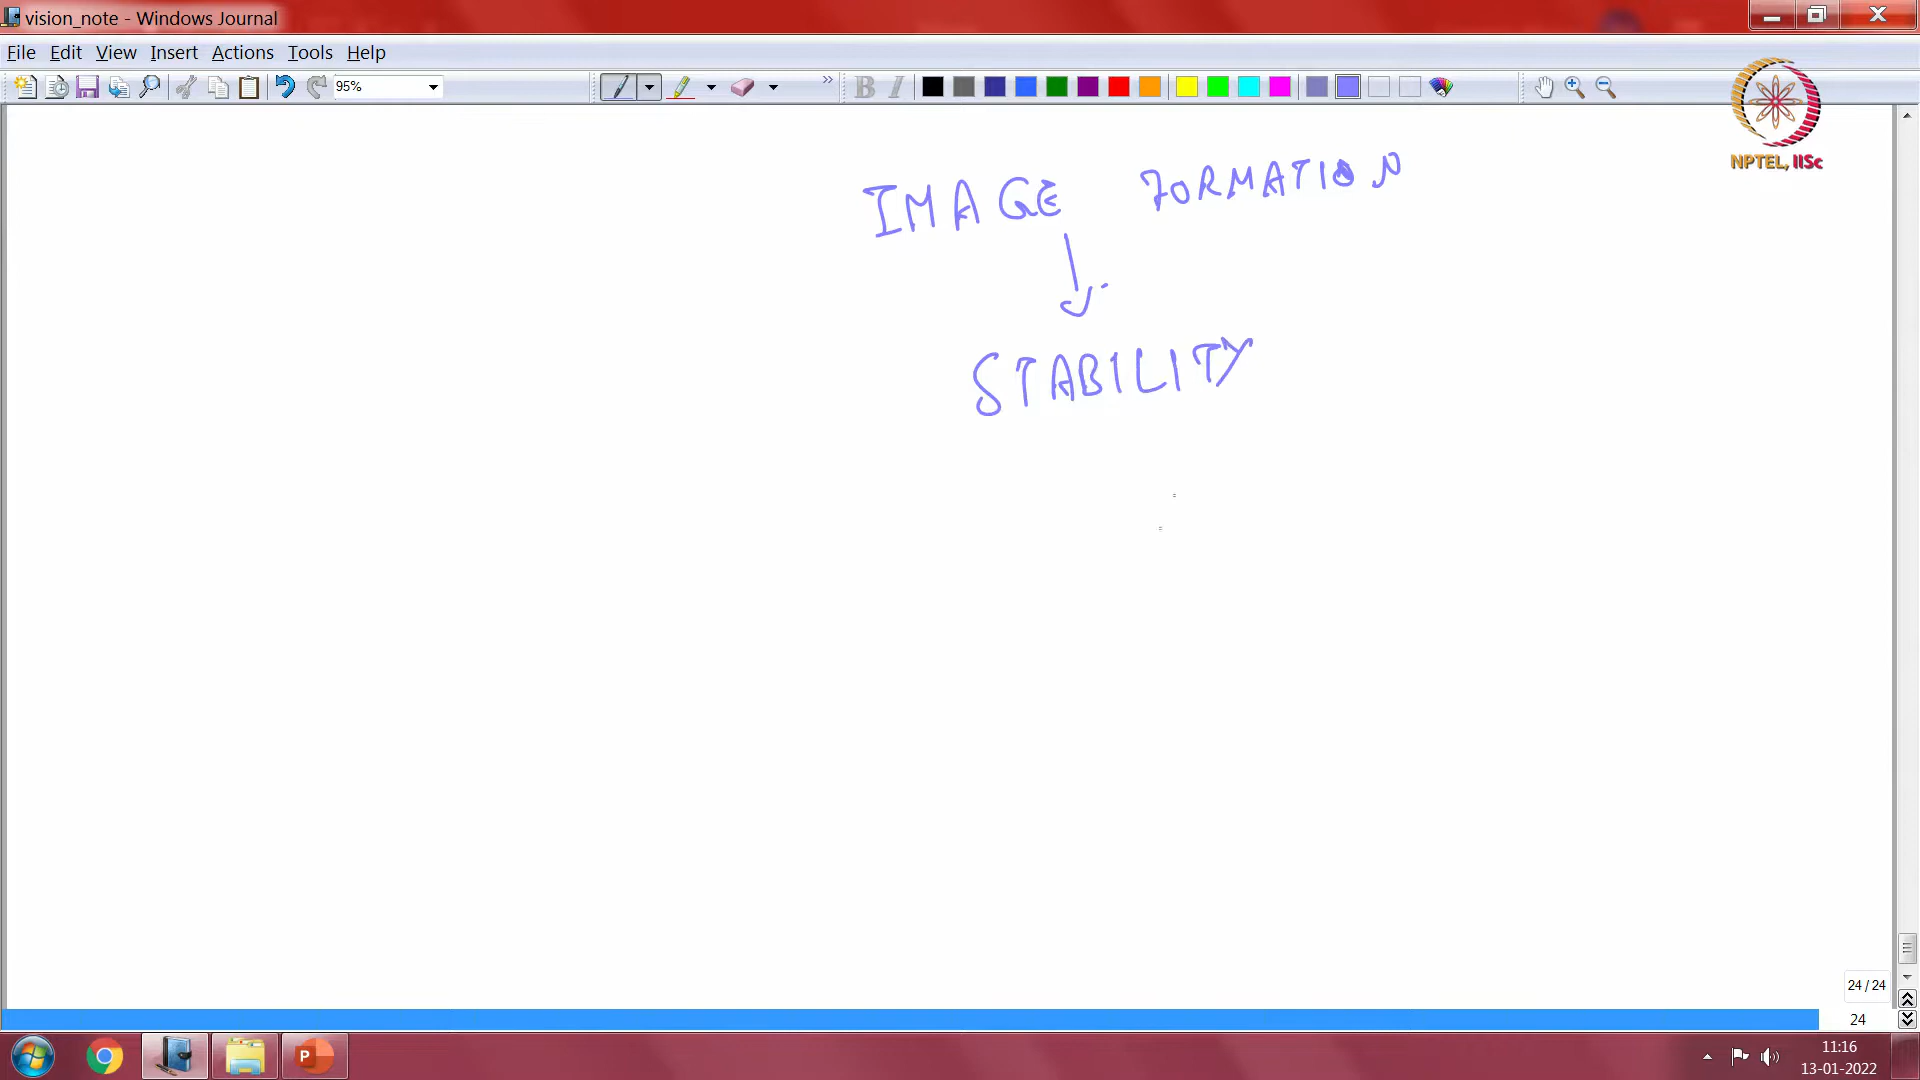 vision_note - Windows Journal
File Edit View Insert Actions Tools Help
95%
B I
NPTEL, IISc
IMAGE FORMATION
STABILITY
24 / 24
24
P
11:16
13-01-2022